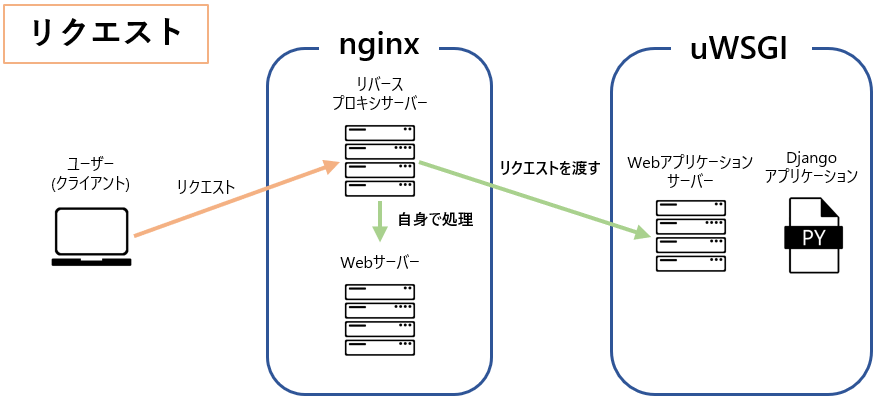 リクエスト
nginx
uWSGI
リバース
プロキシサーバー
ユーザー
(クライアント)
リクエスト
リクエストを渡す
Webアプリケーション
サーバー
Django
アプリケーション
自身で処理
PY
Webサーバー